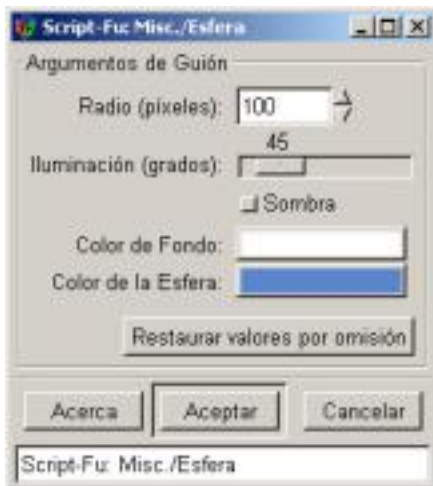 Script-Fu: Misc./Esfera
Argumentos de Guión
Radio (píxeles): 100
45
Iluminación (grados):
Sombra
Color de Fondo:
Color de la Esfera:
Restaurar valores por omisión
Acerca Aceptar Cancelar
Script-Fu: Misc./Esfera